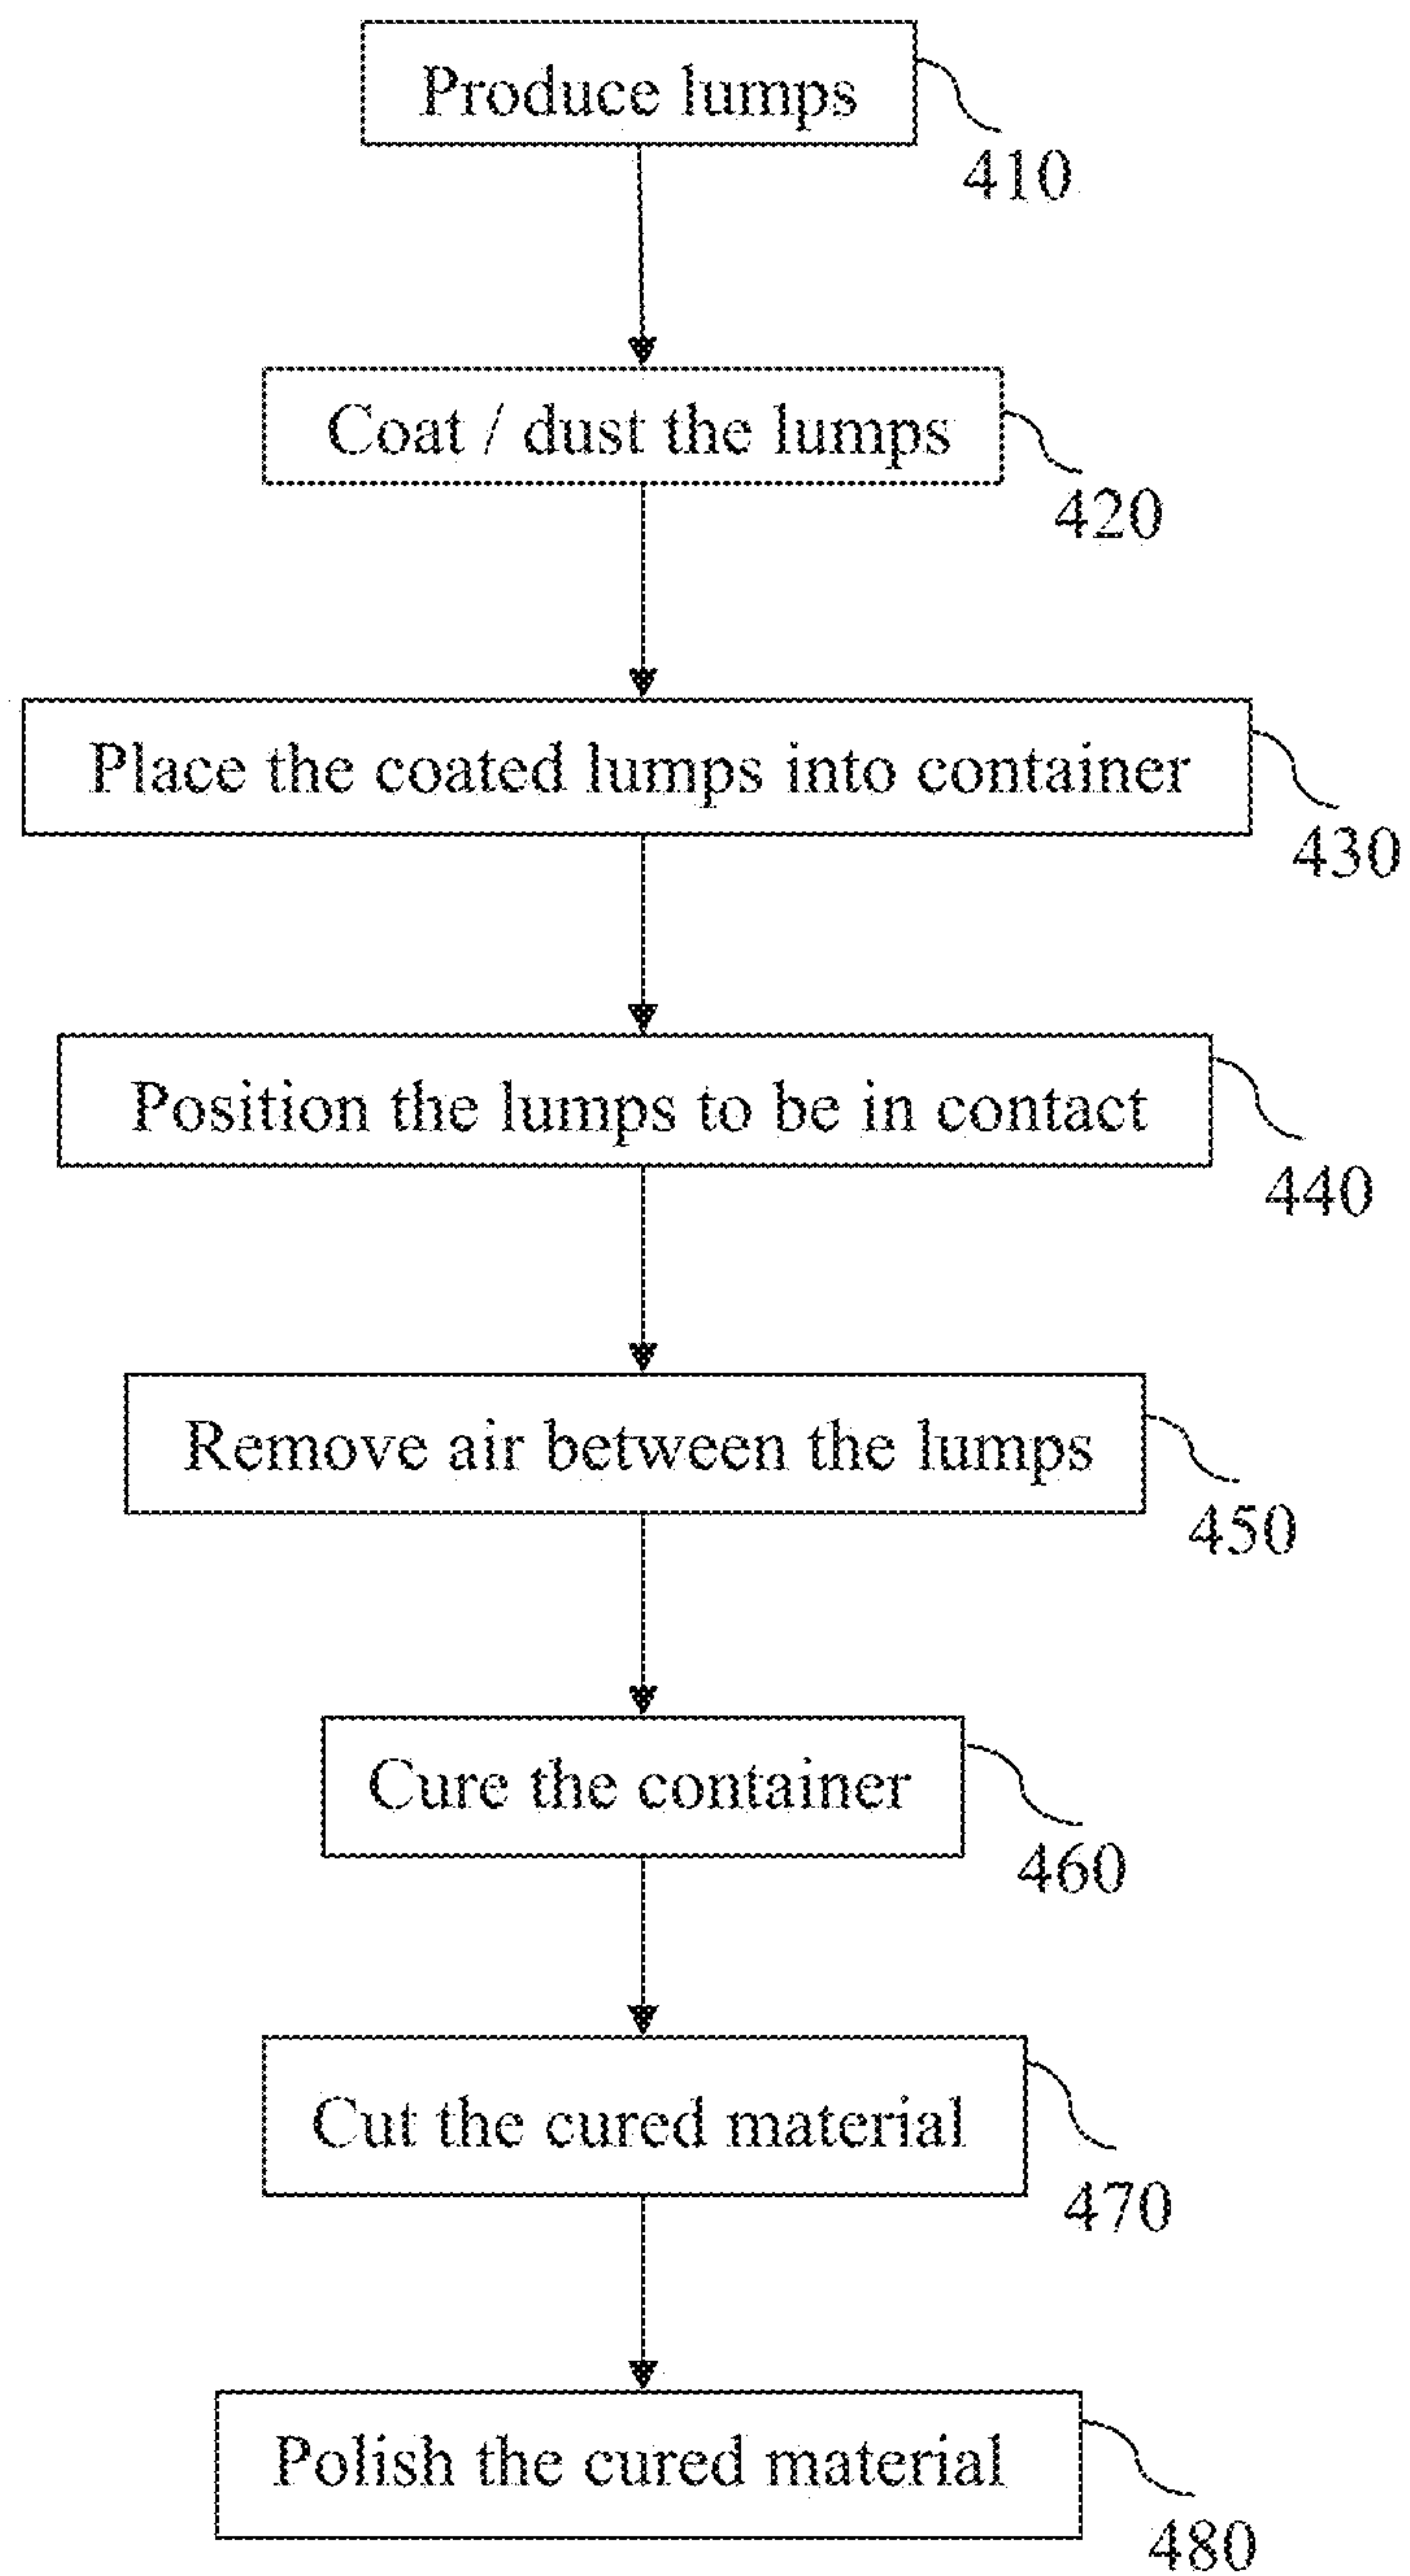 Produce lumps
410
Coat / dust the lumps
420
Place the coated lumps into container
430
Position the lumps to be in contact
440
Remove air between the lumps
450
Cure the container
460
Cut the cured material
470
Polish the cured material
480